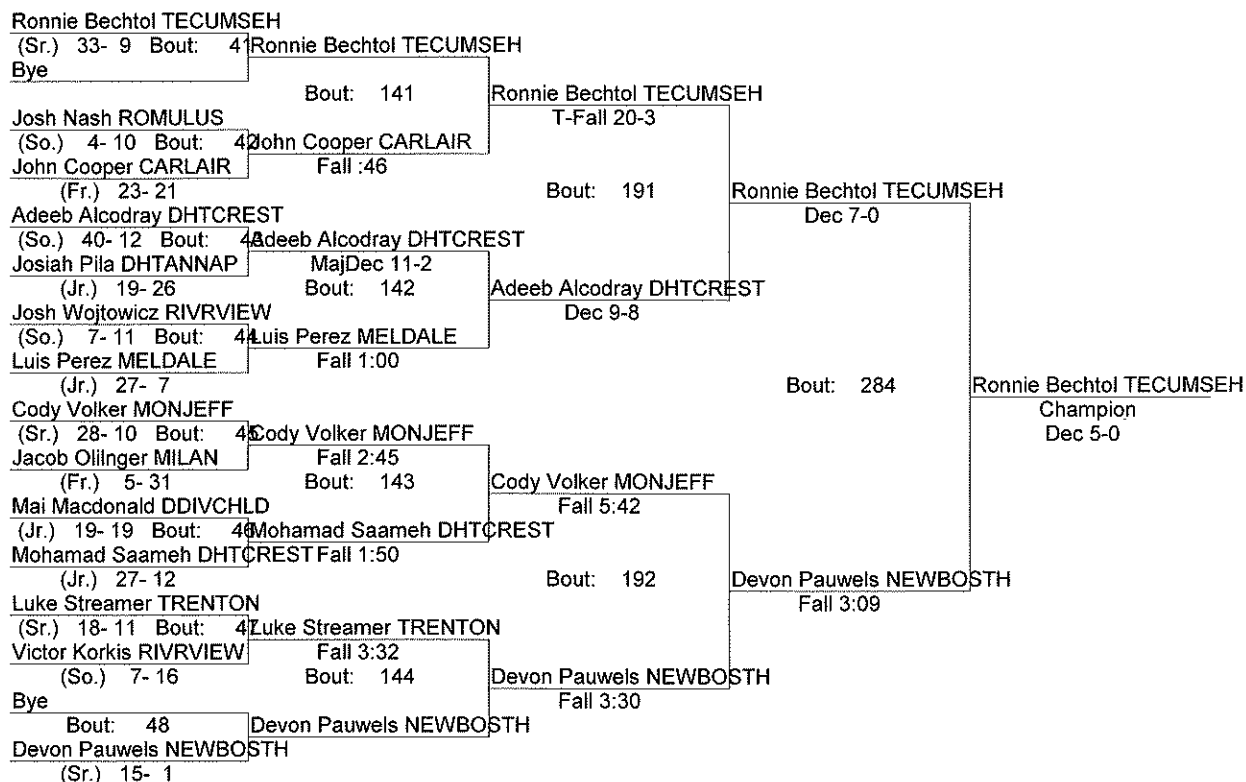 Ronnie Bechtol TECUMSEH
(Sr.) 33- 9 Bout: 41
Bye
Josh Nash ROMULUS
(So.) 4- 10 Bout: 42
John Cooper CARLAIR
(Fr.) 23- 21
Adeeb Alcodray DHTCREST
(So.) 40- 12 Bout: 43
Josiah Pila DHTANNAP
(Jr.) 19- 26
Josh Wojtowicz RIVRVIEW
(So.) 7- 11 Bout: 44
Luis Perez MELDALE
(Jr.) 27- 7
Cody Volker MONJEFF
(Sr.) 28- 10 Bout: 45
Jacob Olilnger MILAN
(Fr.) 5- 31
Mai Macdonald DDIVCHLD
(Jr.) 19- 19 Bout: 46
Mohamad Saameh DHTCREST
(Jr.) 27- 12
Luke Streamer TRENTON
(Sr.) 18- 11 Bout: 47
Victor Korkis RIVRVIEW
(So.) 7- 16
Bye
Bout: 48
Devon Pauwels NEWBOSTH
(Sr.) 15- 1
Ronnie Bechtol TECUMSEH
Bout: 141
John Cooper CARLAIR
Fall :46
Adeeb Alcodray DHTCREST
MajDec 11-2
Bout: 142
Luis Perez MELDALE
Fall 1:00
Cody Volker MONJEFF
Fall 2:45
Bout: 143
Mohamad Saameh DHTCREST
Fall 1:50
Luke Streamer TRENTON
Fall 3:32
Bout: 144
Devon Pauwels NEWBOSTH
Ronnie Bechtol TECUMSEH
T-Fall 20-3
Bout: 191
Adeeb Alcodray DHTCREST
Dec 9-8
Cody Volker MONJEFF
Fall 5:42
Bout: 192
Devon Pauwels NEWBOSTH
Fall 3:30
Ronnie Bechtol TECUMSEH
Dec 7-0
Bout: 284
Devon Pauwels NEWBOSTH
Fall 3:09
Ronnie Bechtol TECUMSEH
Champion
Dec 5-0